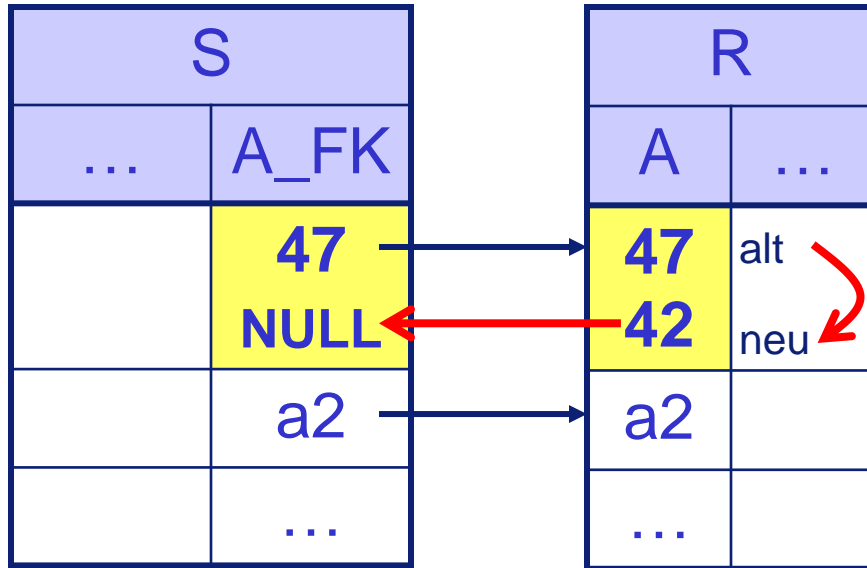 S
… A_FK
47
NULL
a2
…
R
A …
47 alt
42 neu
a2
…